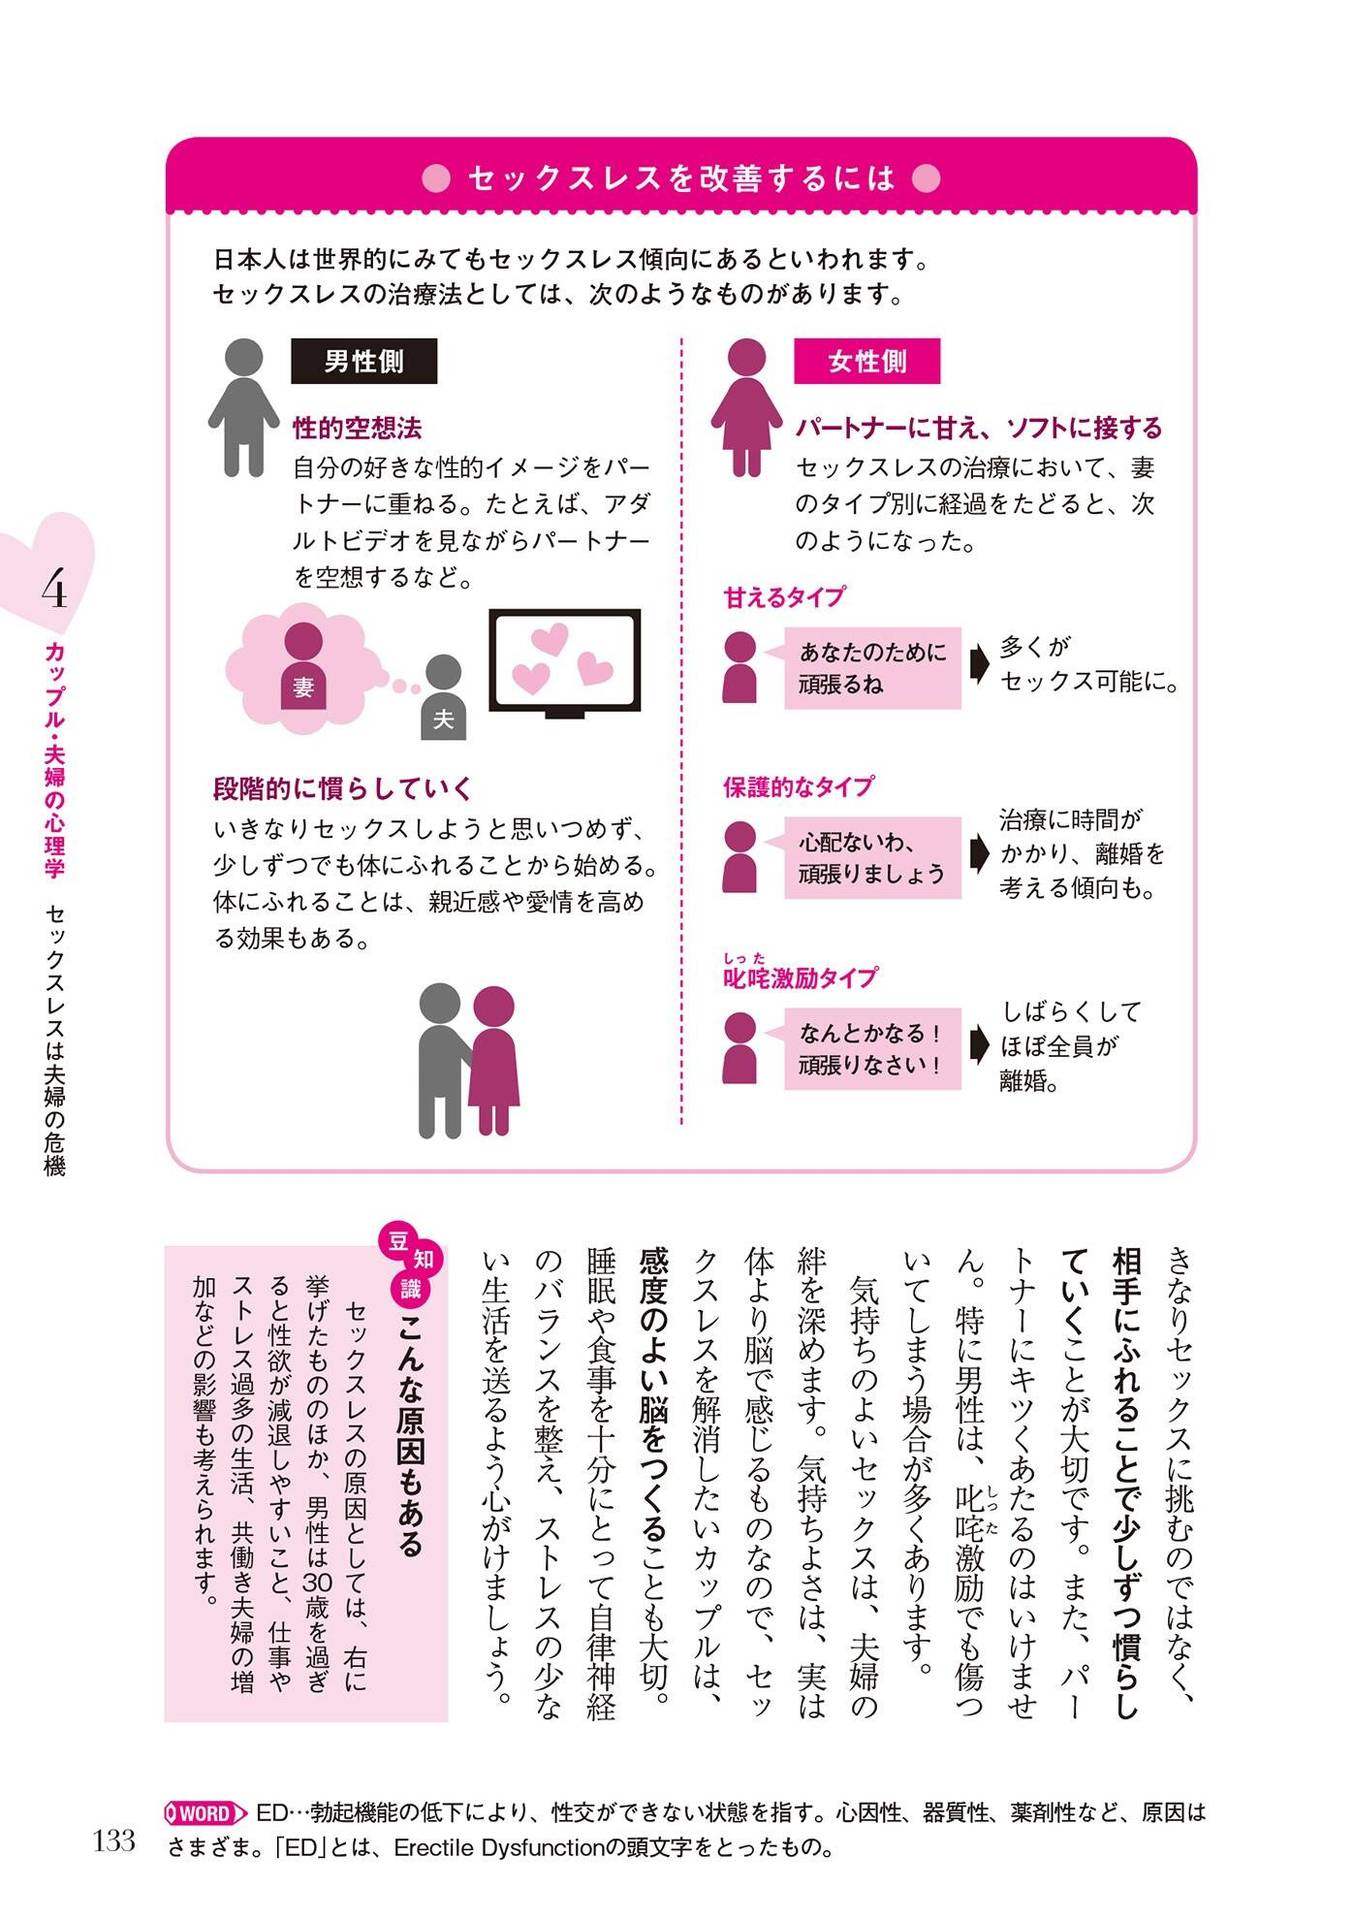 セックスレスを改善するには
日本人は世界的にみてもセックスレス傾向にあるといわれます。
セックスレスの治療法としては、次のようなものがあります。
男性側
性的空想法
自分の好きな性的イメージをパー
トナーに重ねる。たとえば、アダ
ルトビデオを見ながらパートナー
を空想するなど。
妻
夫
段階的に慣らしていく
いきなりセックスしようと思いつめず、
少しずつでも体にふれることから始める。
体にふれることは、親近感や愛情を高め
る効果もある。
女性側
パートナーに甘え、ソフトに接する
セックスレスの治療において、妻
のタイプ別に経過をたどると、次
のようになった。
甘えるタイプ
あなたのために
頑張るね
多くが
セックス可能に。
保護的なタイプ
心配ないわ、
頑張りましょう
治療に時間が
かかり、離婚を
考える傾向も。
しった
叱咤激励タイプ
なんとかなる！
頑張りなさい！
しばらくして
ほぼ全員が
離婚。
4
カップル・夫婦の心理学 セックスレスは夫婦の危機
きなりセックスに挑むのではなく、
相手にふれることで少しずつ慣らし
ていくことが大切です。また、パー
トナーにキツくあたるのはいけませ
ん。特に男性は、叱咤激励でも傷つ
しった
いてしまう場合が多くあります。
気持ちのよいセックスは、夫婦の
絆を深めます。気持ちよさは、実は
体より脳で感じるものなので、セッ
クスレスを解消したいカップルは、
感度のよい脳をつくることも大切。
睡眠や食事を十分にとって自律神経
のバランスを整え、ストレスの少な
い生活を送るよう心がけましょう。
豆知識
こんな原因もある
セックスレスの原因としては、右に
挙げたもののほか、男性は30歳を過ぎ
ると性欲が減退しやすいこと、仕事や
ストレス過多の生活、共働き夫婦の増
加などの影響も考えられます。
WORD ED…勃起機能の低下により、性交ができない状態を指す。心因性、器質性、薬剤性など、原因は
さまざま。「ED」とは、Erectile Dysfunctionの頭文字をとったもの。
133